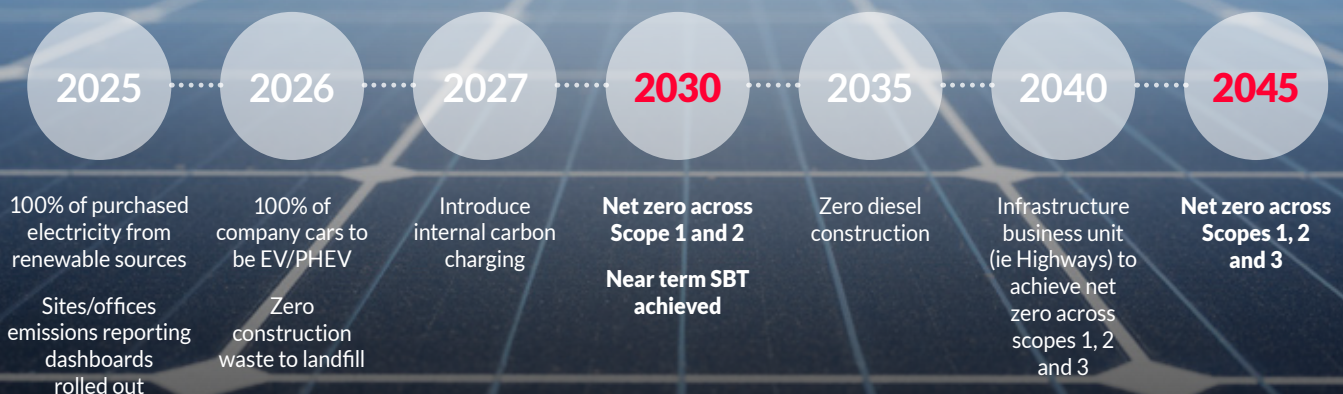 2025
2026
2027
2030
2035
2040
2045
100% of purchased
electricity from
renewable sources
Sites/offices
emissions reporting
dashboards
rolled out
100% of
company cars to
be EV/PHEV
Zero
construction
waste to landfill
Introduce
internal carbon
charging
Net zero across
Scope 1 and 2
Near term SBT
achieved
Zero diesel
construction
Infrastructure
business unit
(ie Highways) to
achieve net
zero across
scopes 1, 2
and 3
Net zero across
Scopes 1, 2
and 3